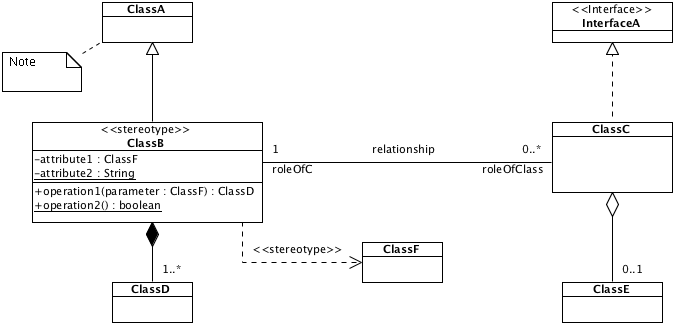 ClassA
<<Interface>>
InterfaceA
Note
<<stereotype>>
ClassB
-attribute1 : ClassF
-attribute2 : String
+operation1(parameter : ClassF) : ClassD
+operation2() : boolean
1
relationship
0..*
roleOfC
roleOfClass
ClassC
<<stereotype>>
ClassF
1..*
ClassD
0..1
ClassE